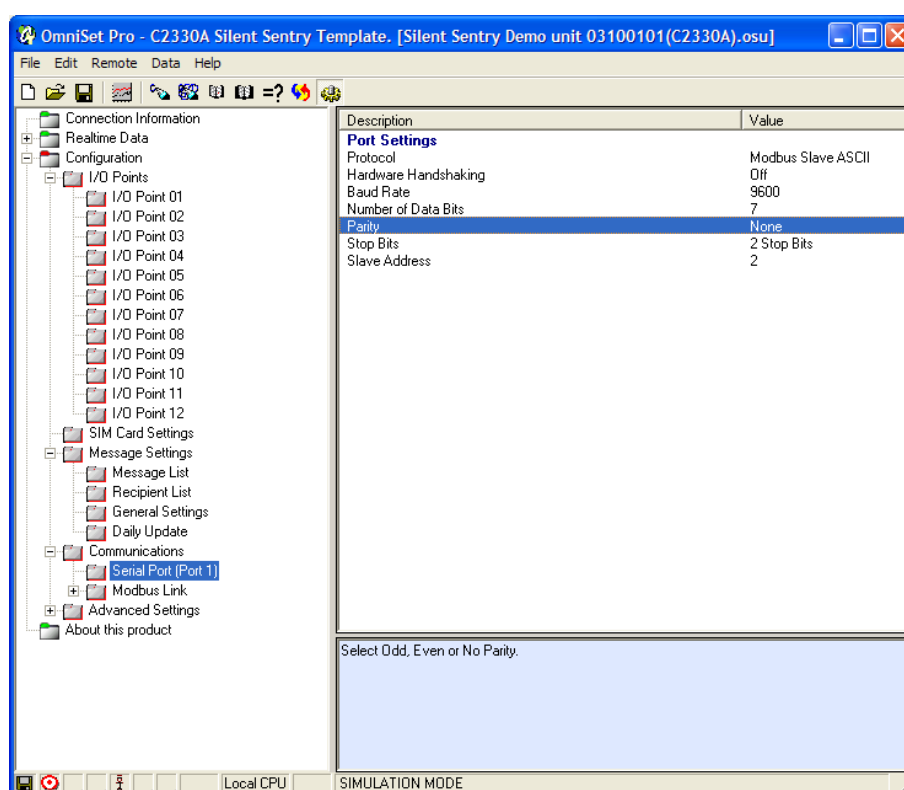 OmniSet Pro - C2330A Silent Sentry Template. [Silent Sentry Demo unit 03100101(C2330A).osu]
File Edit Remote Data Help
=?
Connection Information
Realtime Data
Configuration
I/O Points
I/O Point 01
I/O Point 02
I/O Point 03
I/O Point 04
I/O Point 05
I/O Point 06
I/O Point 07
I/O Point 08
I/O Point 09
I/O Point 10
I/O Point 11
I/O Point 12
SIM Card Settings
Message Settings
Message List
Recipient List
General Settings
Daily Update
Communications
Serial Port (Port 1)
Modbus Link
Advanced Settings
About this product
Description Value
Port Settings
Protocol Modbus Slave ASCII
Hardware Handshaking Off
Baud Rate 9600
Number of Data Bits 7
Parity None
Stop Bits 2 Stop Bits
Slave Address 2
Select Odd, Even or No Parity.
Local CPU SIMULATION MODE